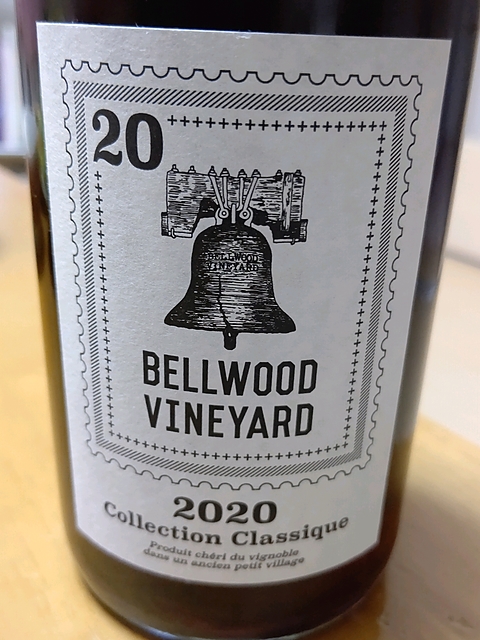 20
BELLWOOD
VINEYARD
BELLWOOD
VINEYARD
2020
Collection Classique
Produit chéri du vignoble
dans un ancien petit village